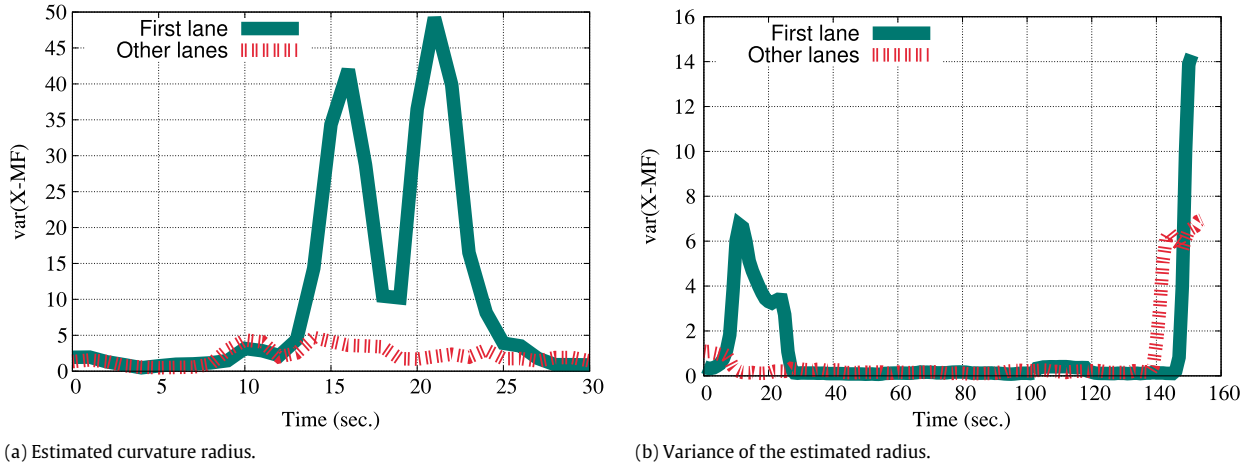 First lane
Other lanes
50
45
40
35
30
25
20
15
10
5
0
var(X-MF)
0 5 10 15 20 25 30
Time (sec.)
(a) Estimated curvature radius.
First lane
Other lanes
16
14
12
10
8
6
4
2
0
var(X-MF)
0 20 40 60 80 100 120 140 160
Time (sec.)
(b) Variance of the estimated radius.